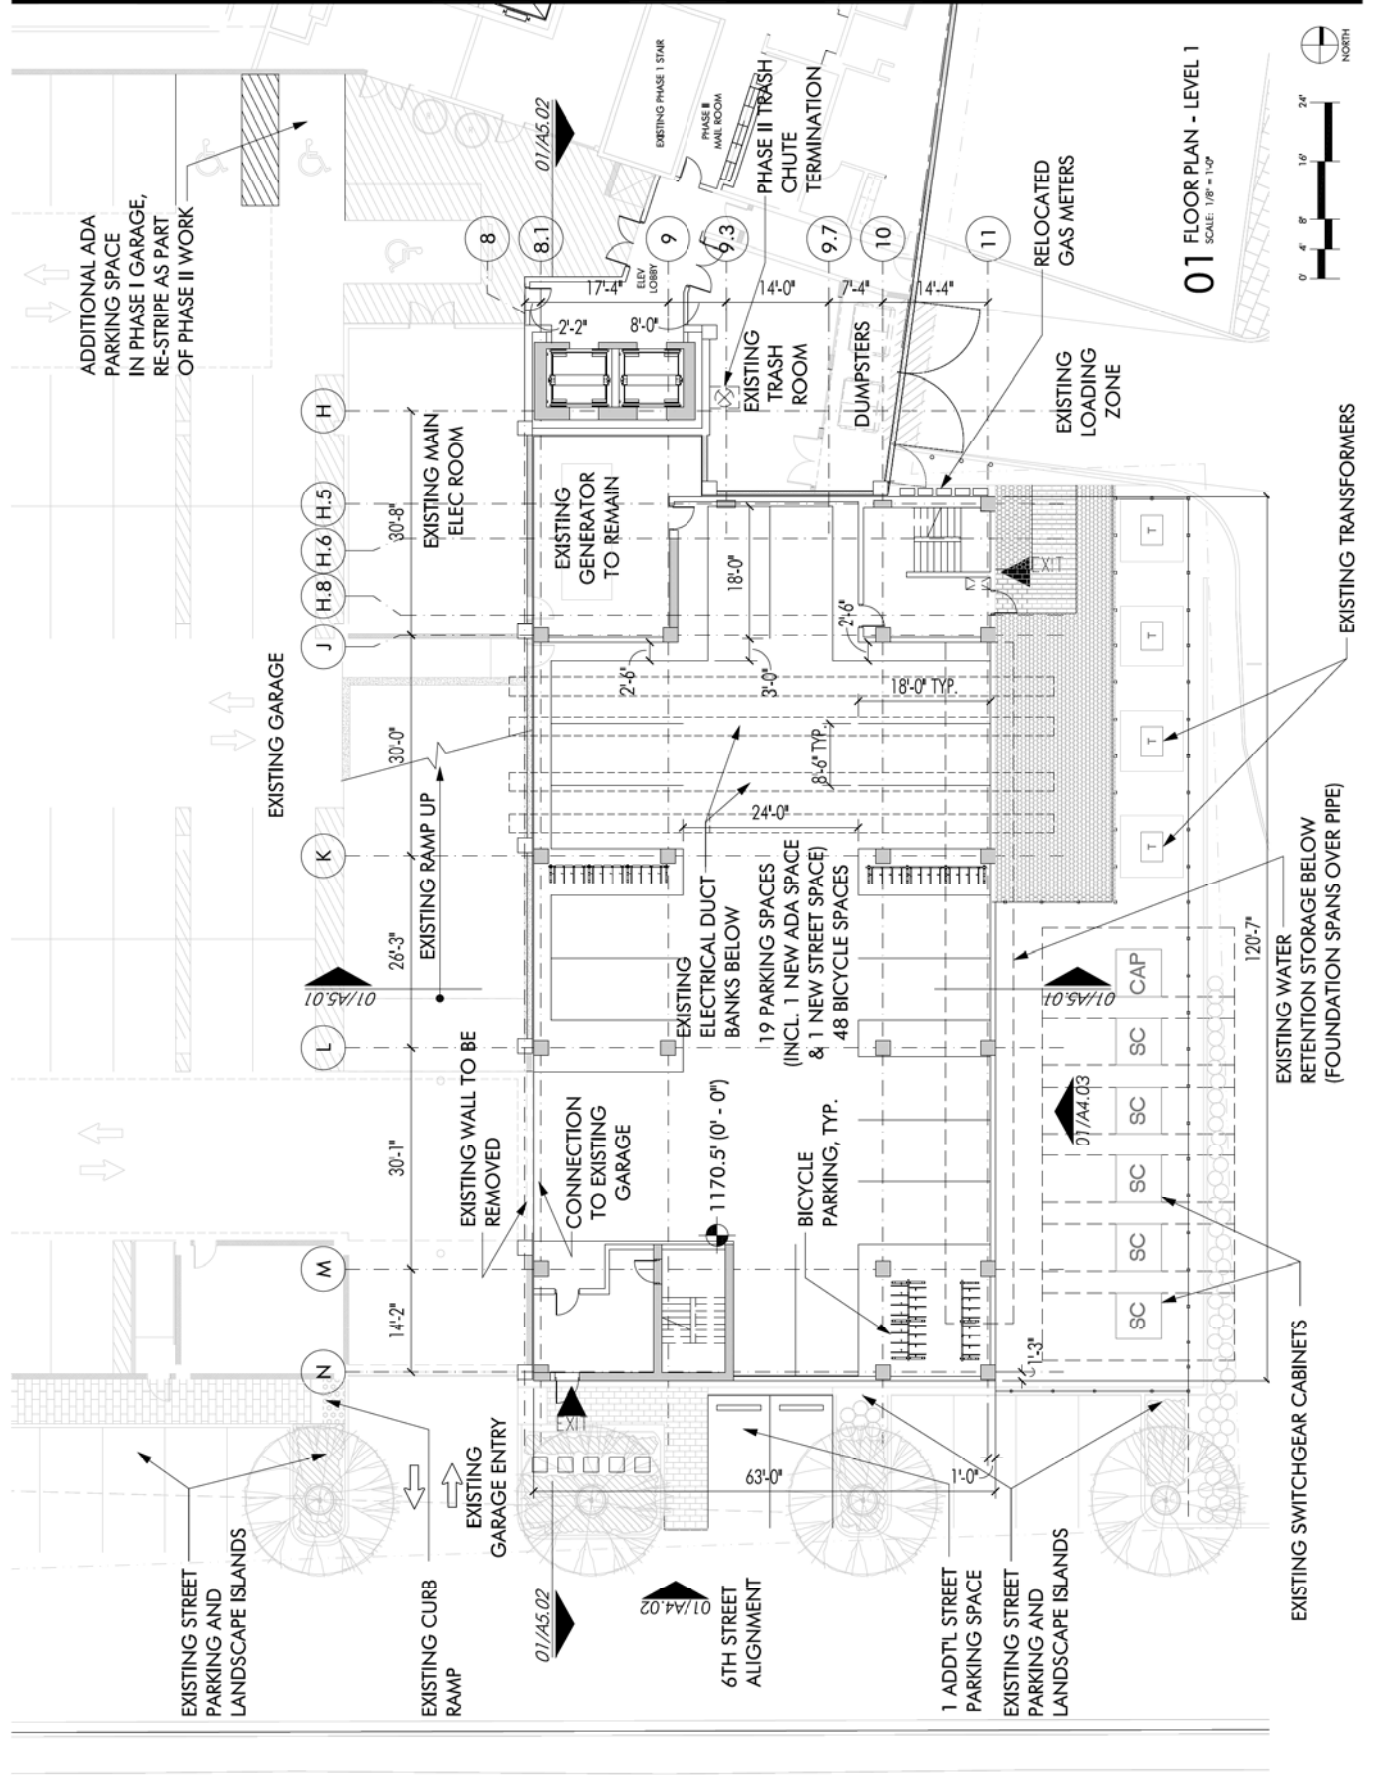 ADDITIONAL ADA
PARKING SPACE
IN PHASE I GARAGE,
RE-STRIPE AS PART
OF PHASE II WORK
01/A5.02
EXISTING PHASE 1 STAIR
PHASE II
MAIL ROOM
PHASE II TRASH
CHUTE
TERMINATION
RELOCATED
GAS METERS
01 FLOOR PLAN - LEVEL 1
SCALE: 1/8" = 1'-0"
0'
4'
8'
16'
24'
NORTH
8
8.1
9
9.3
9.7
10
11
17'-4"
14'-0"
7'-4"
14'-4"
2'-2"
8'-0"
ELEV
LOBBY
H
H.5
H.6
H.8
J
K
L
M
N
30'-8"
30'-0"
26'-3"
30'-1"
14'-2"
EXISTING MAIN
ELEC ROOM
EXISTING
GENERATOR
TO REMAIN
EXISTING
TRASH
ROOM
DUMPSTERS
EXISTING
LOADING
ZONE
EXISTING TRANSFORMERS
EXISTING GARAGE
EXISTING RAMP UP
18'-0"
2'-6"
3'-0"
2'-6"
18'-0" TYP.
8'-6" TYP.
24'-0"
EXIT
T
T
T
T
EXISTING
ELECTRICAL DUCT
BANKS BELOW
19 PARKING SPACES
(INCL. 1 NEW ADA SPACE
& 1 NEW STREET SPACE)
48 BICYCLE SPACES
01/A5.01
01/A5.01
EXISTING WATER
RETENTION STORAGE BELOW
(FOUNDATION SPANS OVER PIPE)
120'-7"
CAP
SC
SC
SC
SC
SC
01/A4.03
EXISTING WALL TO BE
REMOVED
CONNECTION
TO EXISTING
GARAGE
1170.5' (0' - 0")
BICYCLE
PARKING, TYP.
1'-3"
EXISTING SWITCHGEAR CABINETS
EXIT
63'-0"
1'-0"
EXISTING
GARAGE ENTRY
EXISTING STREET
PARKING AND
LANDSCAPE ISLANDS
EXISTING CURB
RAMP
01/A5.02
01/A4.02
6TH STREET
ALIGNMENT
1 ADDT'L STREET
PARKING SPACE
EXISTING STREET
PARKING AND
LANDSCAPE ISLANDS